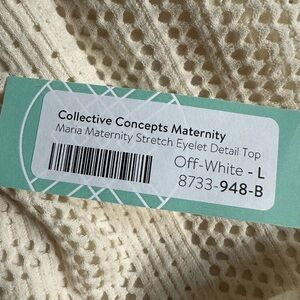 Collective Concepts Maternity
Maria Maternity Stretch Eyelet Detail Top
Off-White - L
8733-948-B